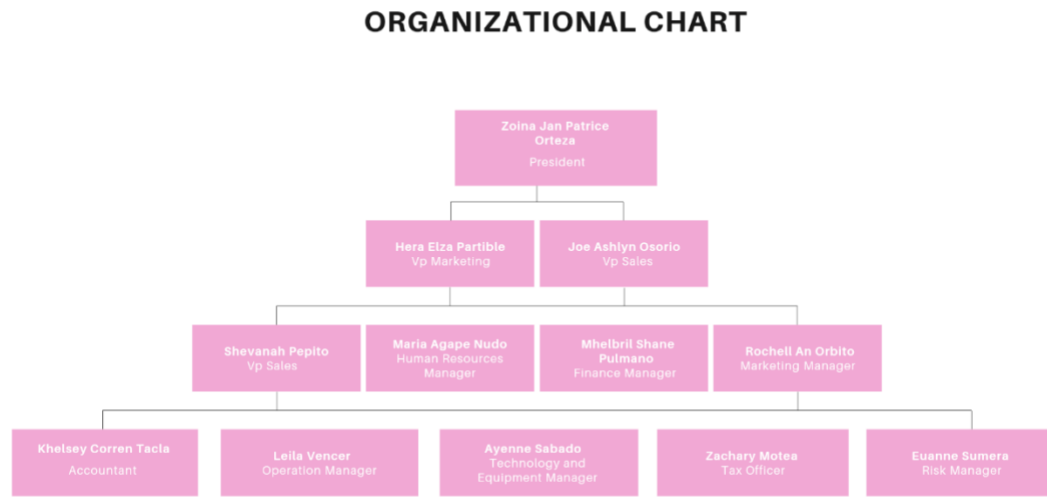 ORGANIZATIONAL CHART
Zoina Jan Patrice
Orteza
President
Hera Elza Partible
Vp Marketing
Joe Ashlyn Osorio
Vp Sales
Shevanah Pepito
Vp Sales
Maria Agape Nudo
Human Resources
Manager
Mhelbril Shane
Pulmano
Finance Manager
Rochell An Orbito
Marketing Manager
Khelsey Corren Tacla
Accountant
Leila Vencer
Operation Manager
Ayenne Sabado
Technology and
Equipment Manager
Zachary Motea
Tax Officer
Euanne Sumera
Risk Manager